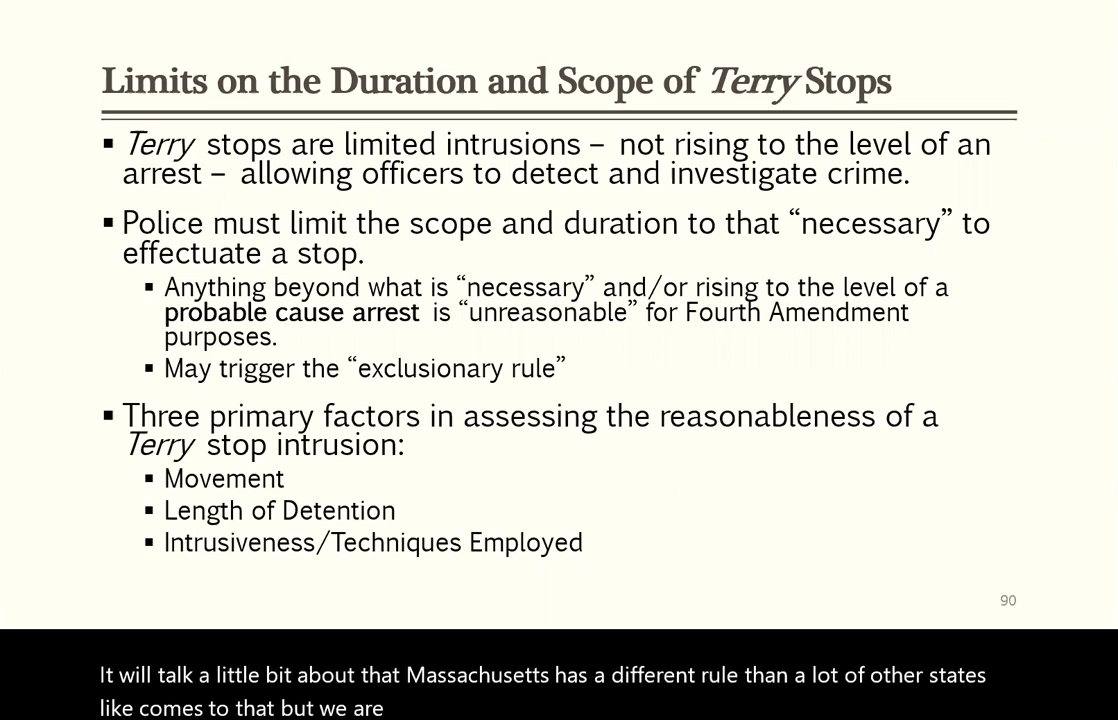 Limits on the Duration and Scope of Terry Stops
▪ Terry stops are limited intrusions – not rising to the level of an
arrest – allowing officers to detect and investigate crime.
▪ Police must limit the scope and duration to that “necessary” to
effectuate a stop.
▪ Anything beyond what is “necessary” and/or rising to the level of a
probable cause arrest is “unreasonable” for Fourth Amendment
purposes.
▪ May trigger the “exclusionary rule”
▪ Three primary factors in assessing the reasonableness of a
Terry stop intrusion:
▪ Movement
▪ Length of Detention
▪ Intrusiveness/Techniques Employed
90
It will talk a little bit about that Massachusetts has a different rule than a lot of other states
like comes to that but we are